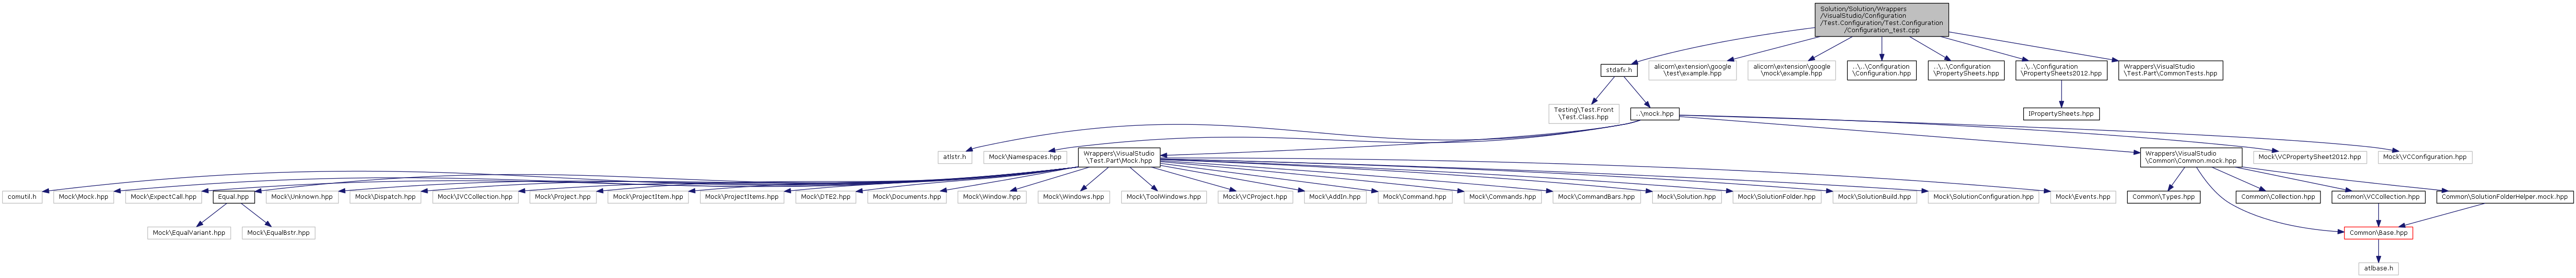 Solution/Solution/Wrappers
/VisualStudio/Configuration
/Test.Configuration/Test.Configuration
/Configuration_test.cpp
stdafx.h
alicorn\extension\google
\test\example.hpp
alicorn\extension\google
\mock\example.hpp
..\..\Configuration
\Configuration.hpp
..\..\Configuration
\PropertySheets.hpp
..\..\Configuration
\PropertySheets2012.hpp
Wrappers\VisualStudio
\Test.Part\CommonTests.hpp
Testing\Test.Front
\Test.Class.hpp
..\mock.hpp
IPropertySheets.hpp
atlstr.h
Mock\Namespaces.hpp
Wrappers\VisualStudio
\Test.Part\Mock.hpp
Wrappers\VisualStudio
\Common\Common.mock.hpp
Mock\VCPropertySheet2012.hpp
Mock\VCConfiguration.hpp
comutil.h
Mock\Mock.hpp
Mock\ExpectCall.hpp
Equal.hpp
Mock\Unknown.hpp
Mock\Dispatch.hpp
Mock\IVCCollection.hpp
Mock\Project.hpp
Mock\ProjectItem.hpp
Mock\ProjectItems.hpp
Mock\DTE2.hpp
Mock\Documents.hpp
Mock\Window.hpp
Mock\Windows.hpp
Mock\ToolWindows.hpp
Mock\VCProject.hpp
Mock\AddIn.hpp
Mock\Command.hpp
Mock\Commands.hpp
Mock\CommandBars.hpp
Mock\Solution.hpp
Mock\SolutionFolder.hpp
Mock\SolutionBuild.hpp
Mock\SolutionConfiguration.hpp
Mock\Events.hpp
Common\Types.hpp
Common\Collection.hpp
Common\VCCollection.hpp
Common\SolutionFolderHelper.mock.hpp
Mock\EqualVariant.hpp
Mock\EqualBstr.hpp
Common\Base.hpp
atlbase.h